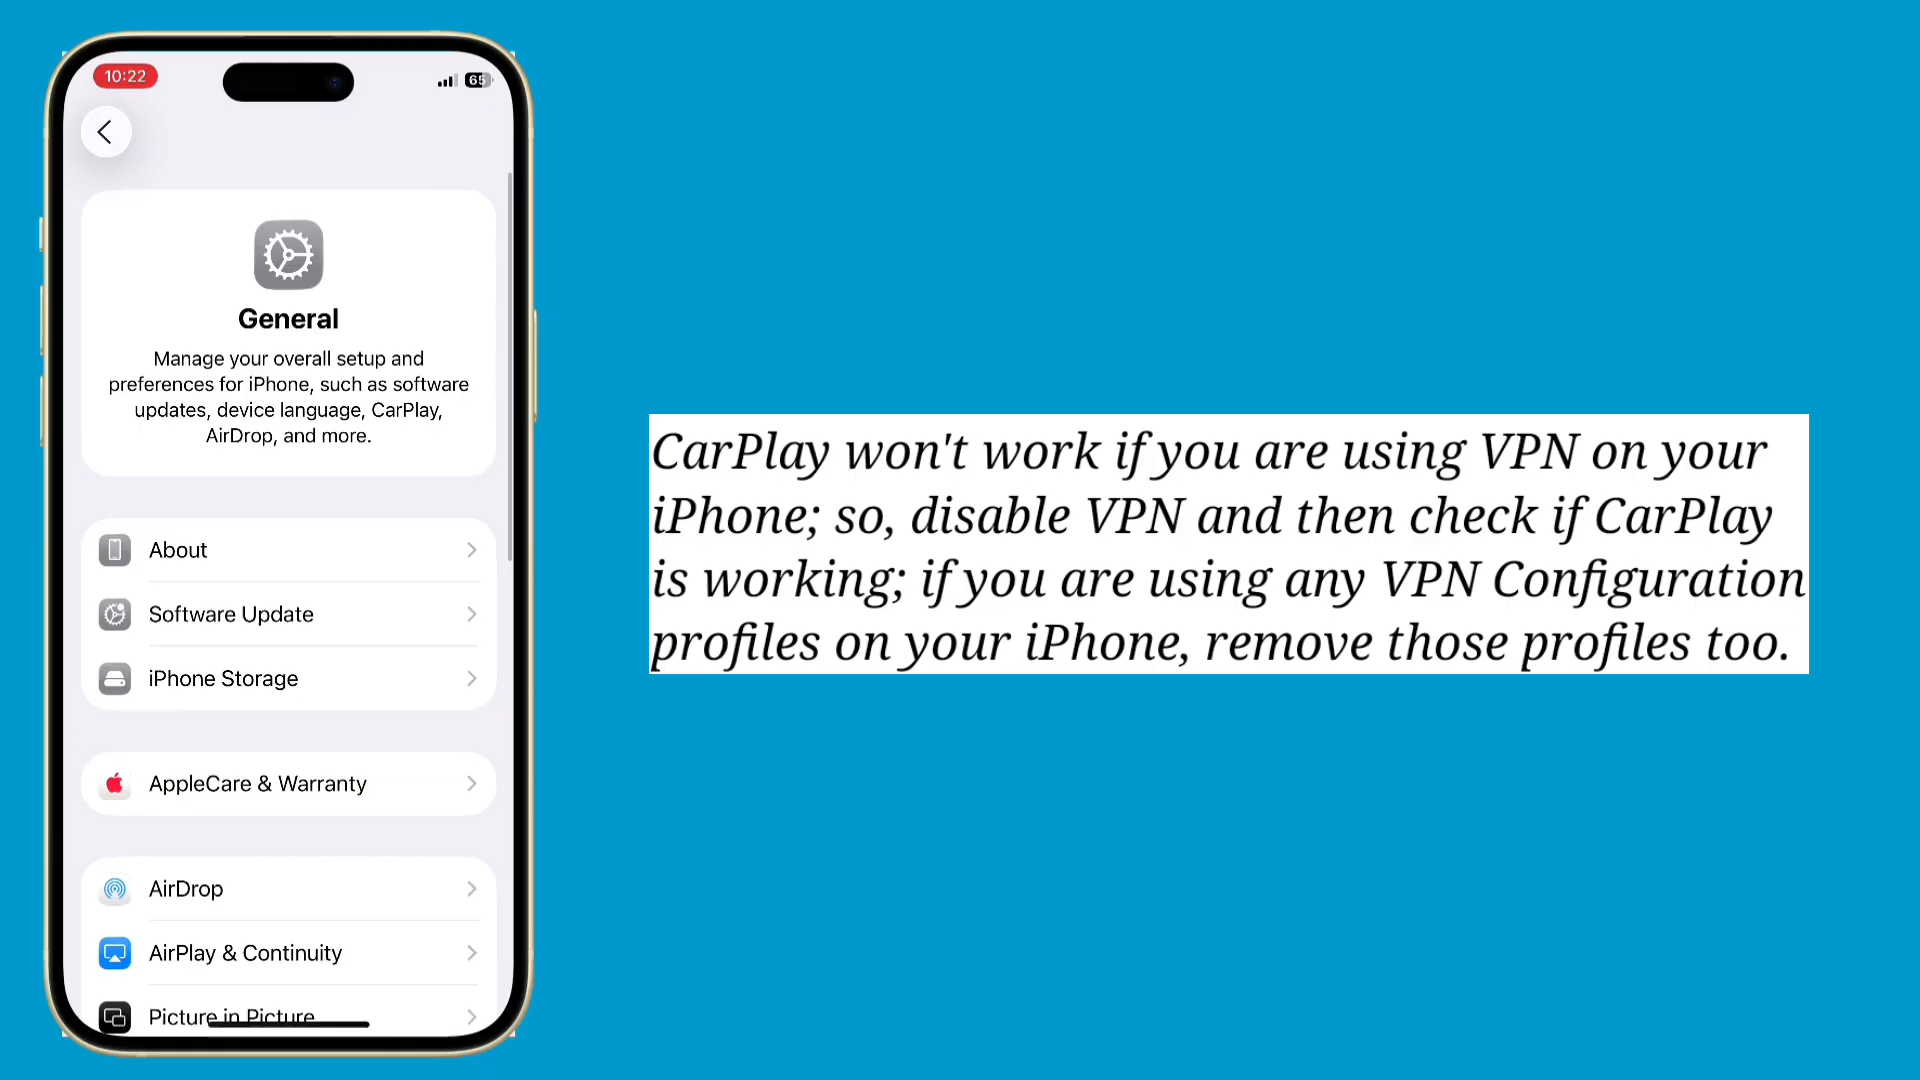 10:22
65
General
Manage your overall setup and
preferences for iPhone, such as software
updates, device language, CarPlay,
AirDrop, and more.
About
Software Update
iPhone Storage
AppleCare & Warranty
AirDrop
AirPlay & Continuity
Picture in Picture
CarPlay won't work if you are using VPN on your
iPhone; so, disable VPN and then check if CarPlay
is working; if you are using any VPN Configuration
profiles on your iPhone, remove those profiles too.